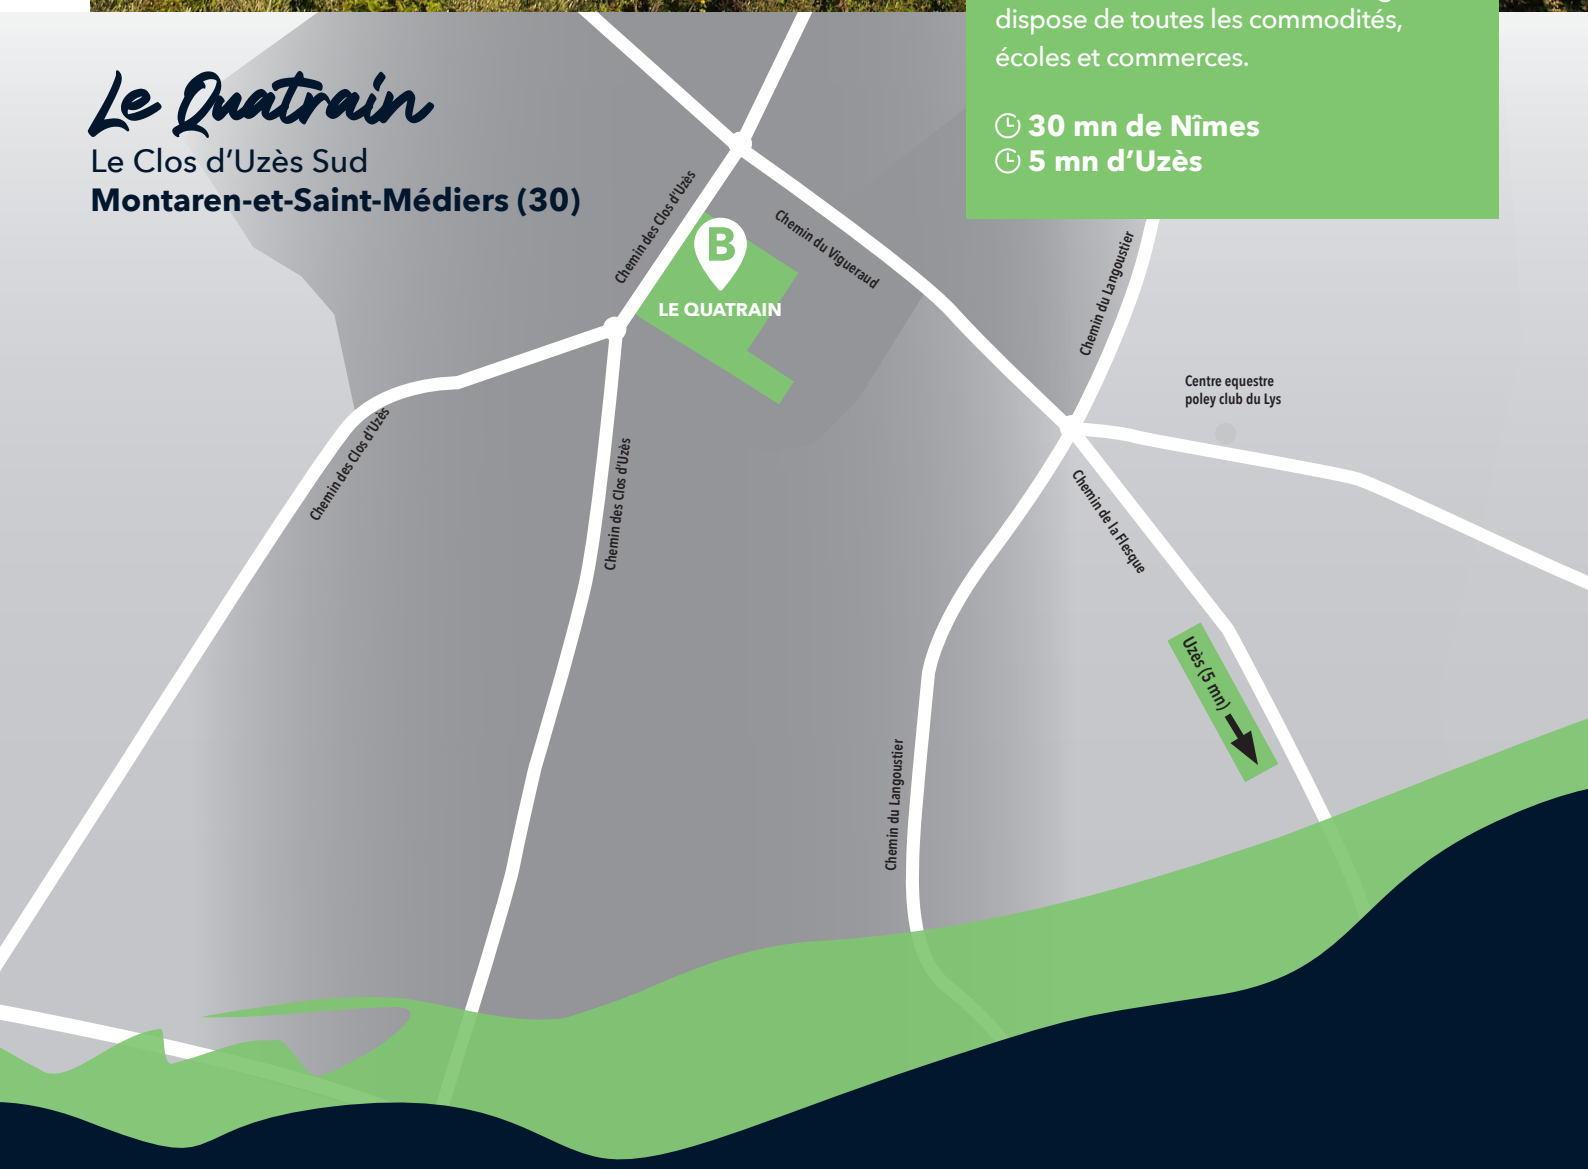 dispose de toutes les commodités,
écoles et commerces.
30 mn de Nîmes
5 mn d'Uzès
Le Quatrain
Le Clos d'Uzès Sud
Montaren-et-Saint-Médiers (30)
Chemin des Clos d'Uzès
Chemin du Vigueraud
Chemin du Langoustier
B
LE QUATRAIN
Centre equestre
poley club du Lys
Chemin des Clos d'Uzès
Chemin des Clos d'Uzès
Chemin de la Flesque
Uzès (5 mn)
Chemin du Langoustier